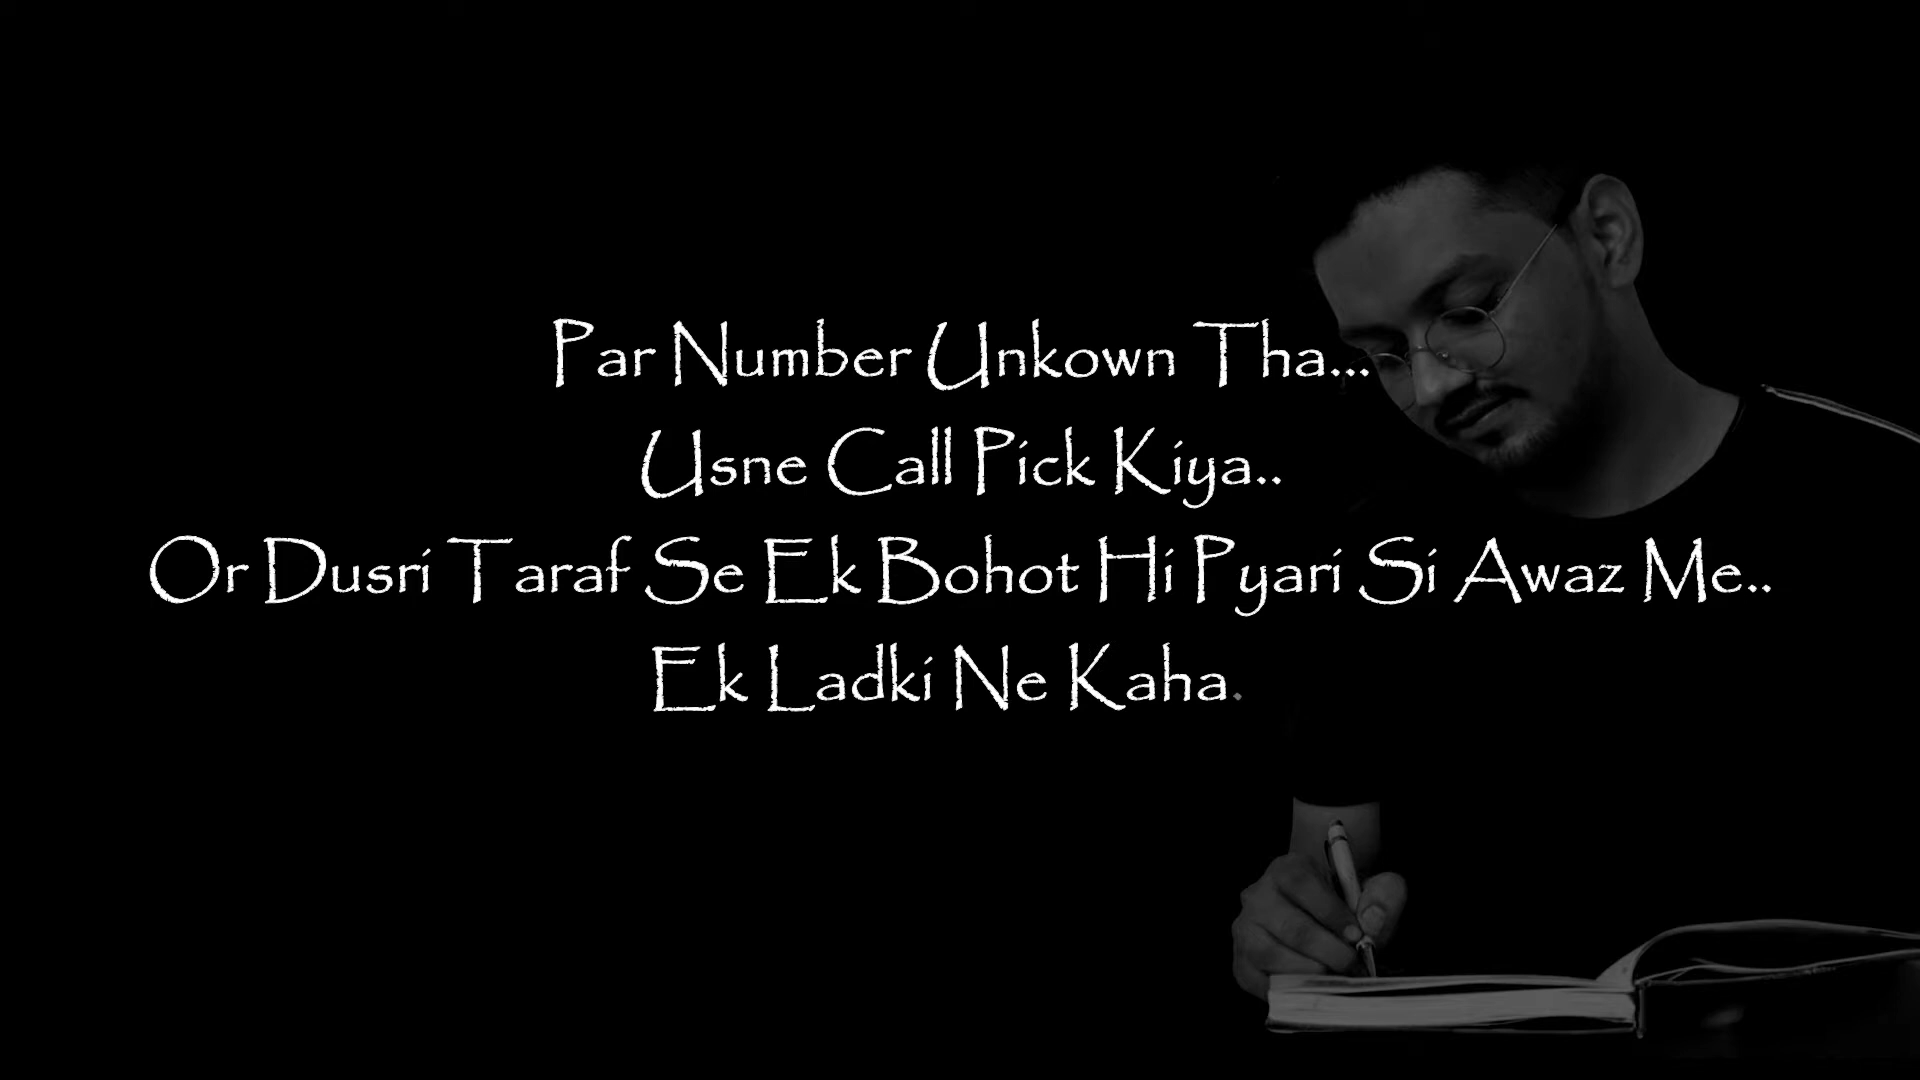 Par Number Unkown Tha...
Usne Call Pick Kiya..
Or Dusri Taraf Se Ek Bohot Hi Pyari Si Awaz Me..
Ek Ladki Ne Kaha.